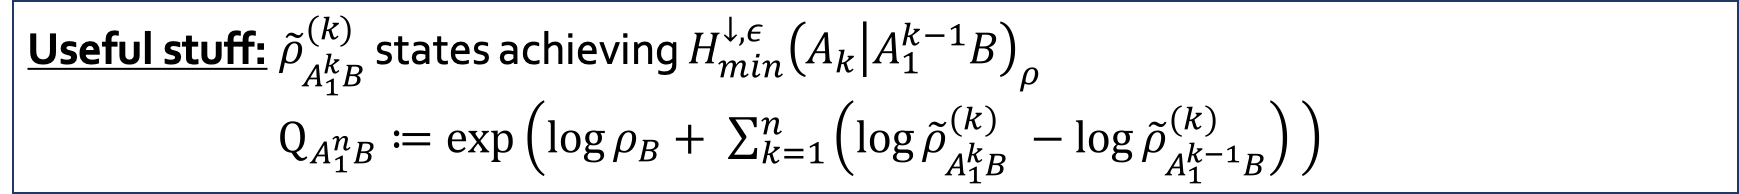 Useful stuff: ρ̃^{(k)}_{A_1^k B} states achieving H^{↓,ϵ}_{min}(A_k|A_1^{k−1}B)_ρ
Q_{A_1^n B} ≔ exp(log ρ_B + ∑_{k=1}^n (log ρ̃^{(k)}_{A_1^k B} − log ρ̃^{(k)}_{A_1^{k−1} B}))